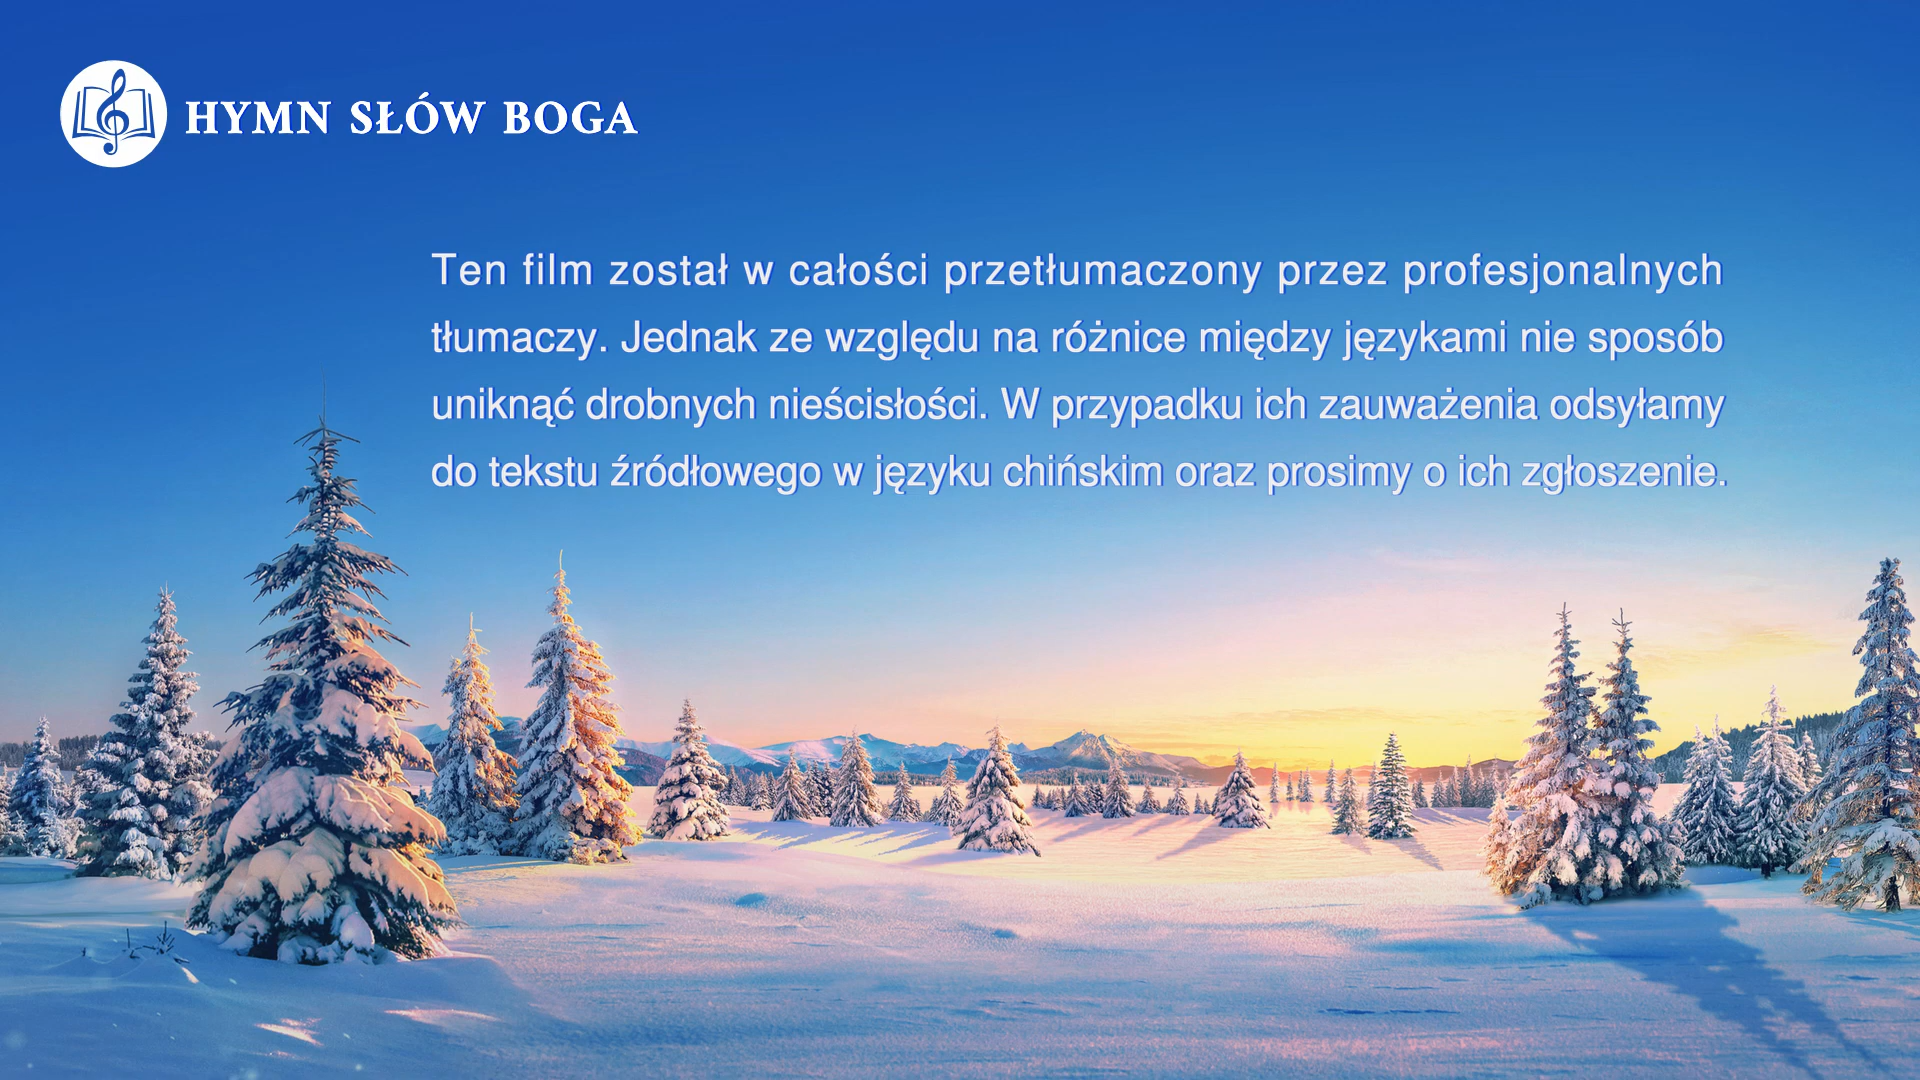 HYMN SŁÓW BOGA
Ten film został w całości przetłumaczony przez profesjonalnych
tłumaczy. Jednak ze względu na różnice między językami nie sposób
uniknąć drobnych nieścisłości. W przypadku ich zauważenia odsyłamy
do tekstu źródłowego w języku chińskim oraz prosimy o ich zgłoszenie.